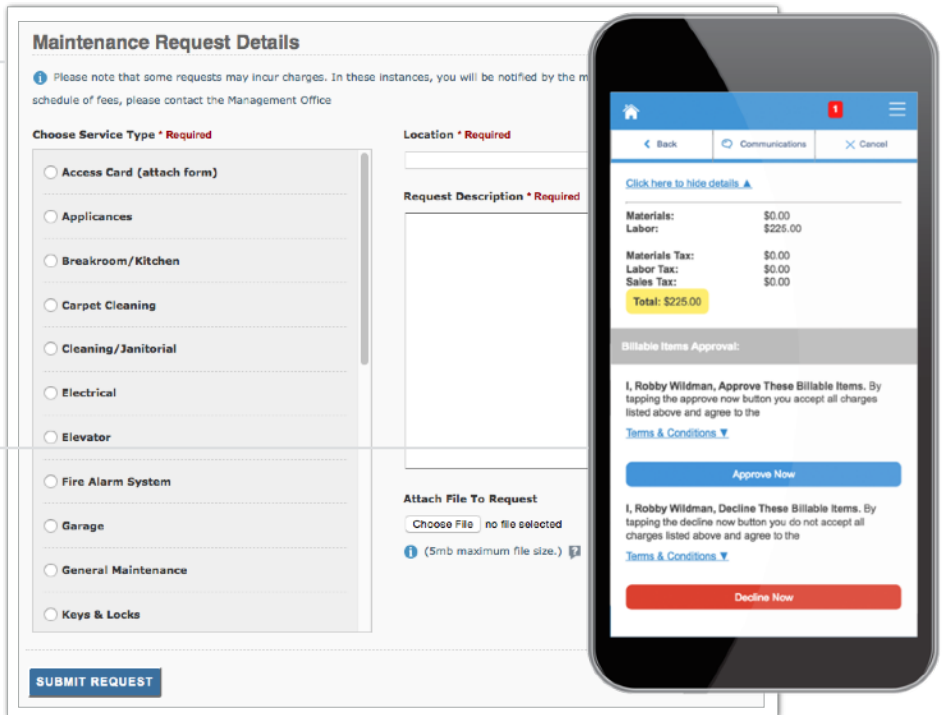 Maintenance Request Details
Please note that some requests may incur charges. In these instances, you will be notified by the m
schedule of fees, please contact the Management Office
Choose Service Type * Required
Access Card (attach form)
Applicances
Breakroom/Kitchen
Carpet Cleaning
Cleaning/Janitorial
Electrical
Elevator
Fire Alarm System
Garage
General Maintenance
Keys & Locks
SUBMIT REQUEST
Location * Required
Request Description * Required
Attach File To Request
Choose File no file selected
(5mb maximum file size.) ?
1
Back Communications Cancel
Click here to hide details ▲
Materials: $0.00
Labor: $225.00
Materials Tax: $0.00
Labor Tax: $0.00
Sales Tax: $0.00
Total: $225.00
Billable Items Approval:
I, Robby Wildman, Approve These Billable Items. By
tapping the approve now button you accept all charges
listed above and agree to the
Terms & Conditions ▼
Approve Now
I, Robby Wildman, Decline These Billable Items. By
tapping the decline now button you do not accept all
charges listed above and agree to the
Terms & Conditions ▼
Decline Now